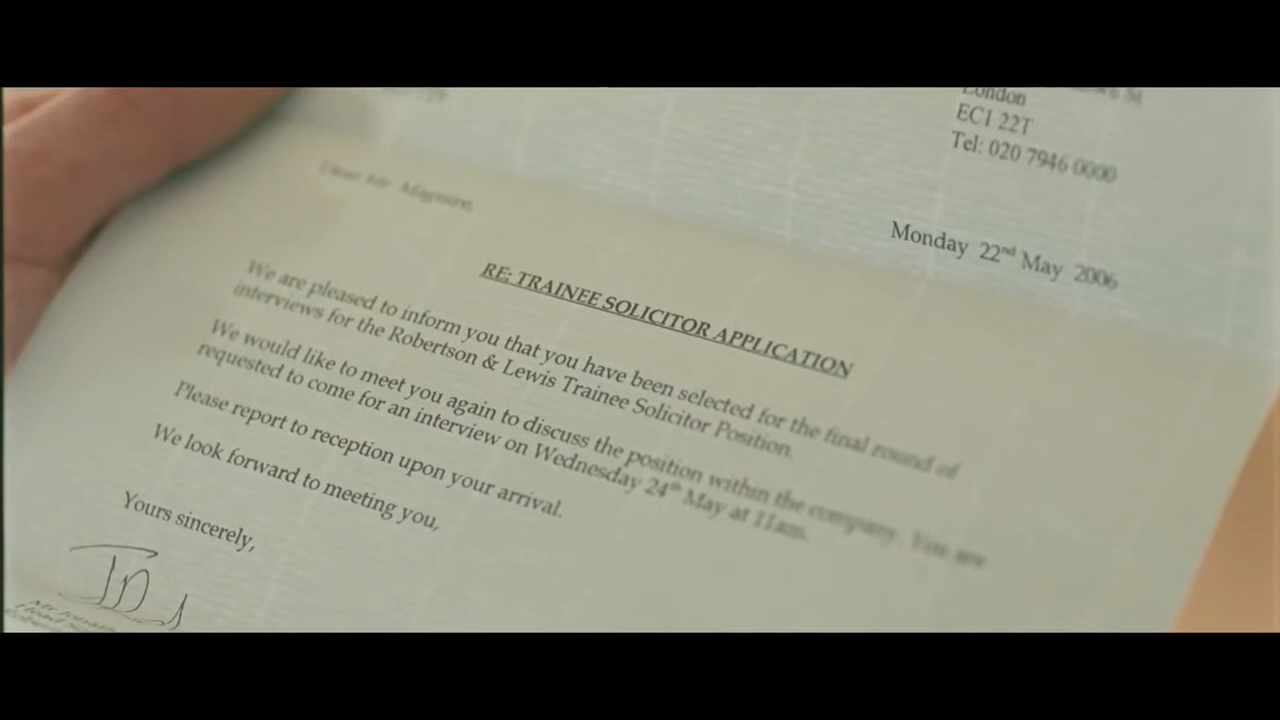 London
EC1 22T
Tel: 020 7946 0000
Monday 22nd May 2006
Dear Mr Maguire,
RE: TRAINEE SOLICITOR APPLICATION
We are pleased to inform you that you have been selected for the final round of
interviews for the Robertson & Lewis Trainee Solicitor Position.
We would like to meet you again to discuss the position within the company. You are
requested to come for an interview on Wednesday 24th May at 11am.
Please report to reception upon your arrival.
We look forward to meeting you,
Yours sincerely,